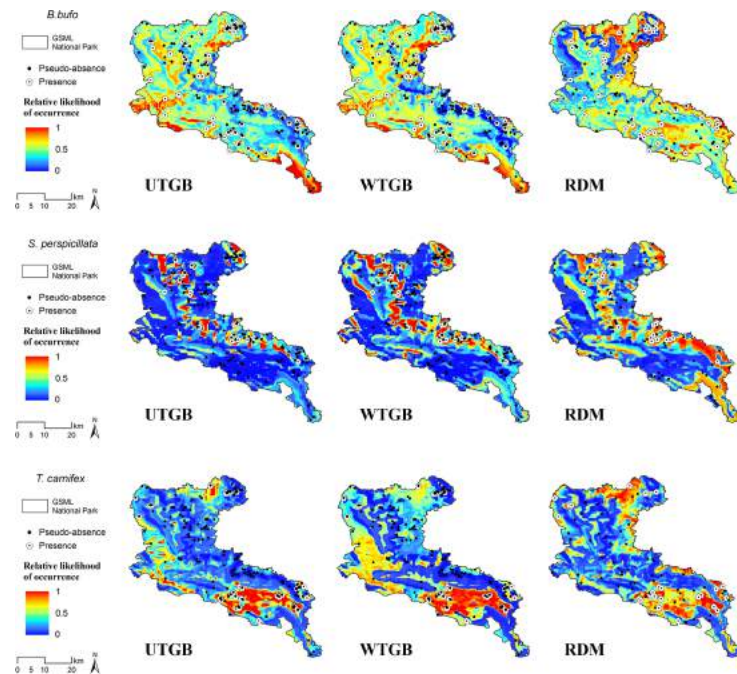 B.bufo
GSML
National Park
Pseudo-absence
Presence
Relative likelihood
of occurrence
1
0.5
0
N
km
0 5 10 20
UTGB
WTGB
RDM
S. perspicillata
GSML
National Park
Pseudo-absence
Presence
Relative likelihood
of occurrence
1
0.5
0
N
km
0 5 10 20
UTGB
WTGB
RDM
T. carnifex
GSML
National Park
Pseudo-absence
Presence
Relative likelihood
of occurrence
1
0.5
0
N
km
0 5 10 20
UTGB
WTGB
RDM